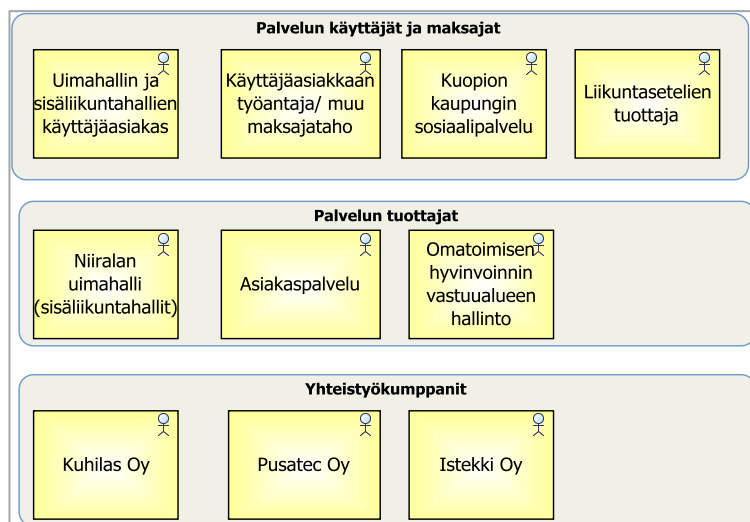 Palvelun käyttäjät ja maksajat
Uimahallin ja
sisäliikuntahallien
käyttäjäasiakas
Käyttäjäasiakkaan
työantaja/ muu
maksajataho
Kuopion
kaupungin
sosiaalipalvelu
Liikuntasetelien
tuottaja
Palvelun tuottajat
Niiralan
uimahalli
(sisäliikuntahallit)
Asiakaspalvelu
Omatoimisen
hyvinvoinnin
vastuualueen
hallinto
Yhteistyökumppanit
Kuhilas Oy
Pusatec Oy
Istekki Oy